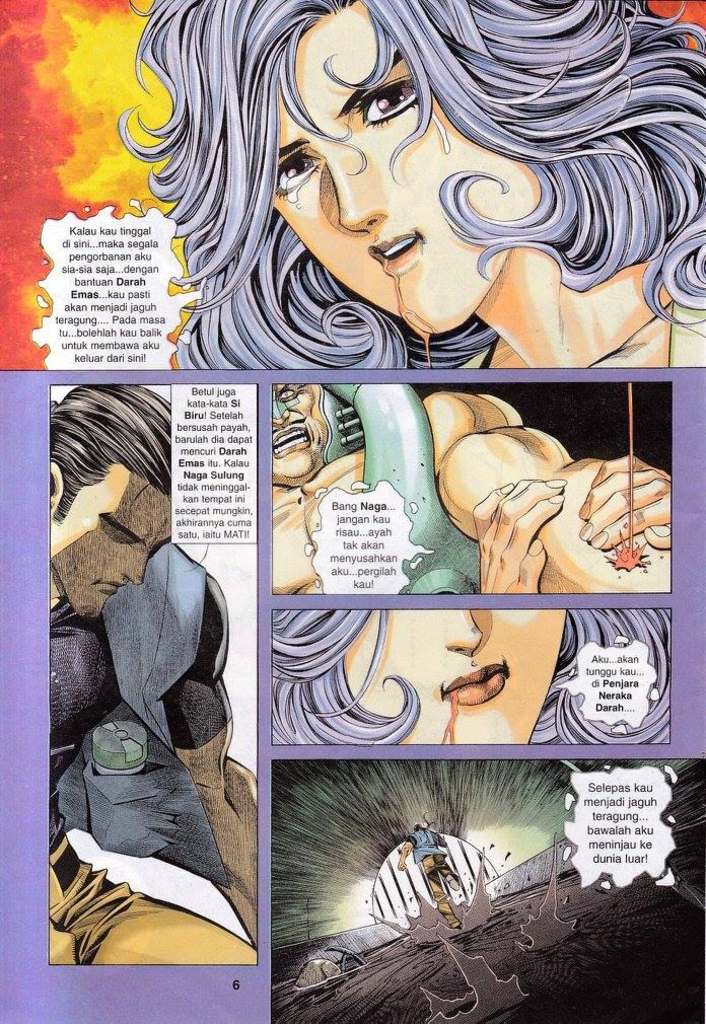 Kalau kau tinggal
di sini...maka segala
pengorbanan aku
sia-sia saja...dengan
bantuan Darah
Emas...kau pasti
akan menjadi jaguh
teragung.... Pada masa
tu...bolehlah kau balik
untuk membawa aku
keluar dari sini!
Betul juga
kata-kata Si
Biru! Setelah
bersusah payah,
barulah dia dapat
mencuri Darah
Emas itu. Kalau
Naga Sulung
tidak meninggal-
kan tempat ini
secepat mungkin,
akhirannya cuma
satu, iaitu MATI!
Bang Naga...
jangan kau
risau...ayah
tak akan
menyusahkan
aku...pergilah
kau!
Aku...akan
tunggu kau...
di Penjara
Neraka
Darah....
Selepas kau
menjadi jaguh
teragung...
bawalah aku
meninjau ke
dunia luar!
6